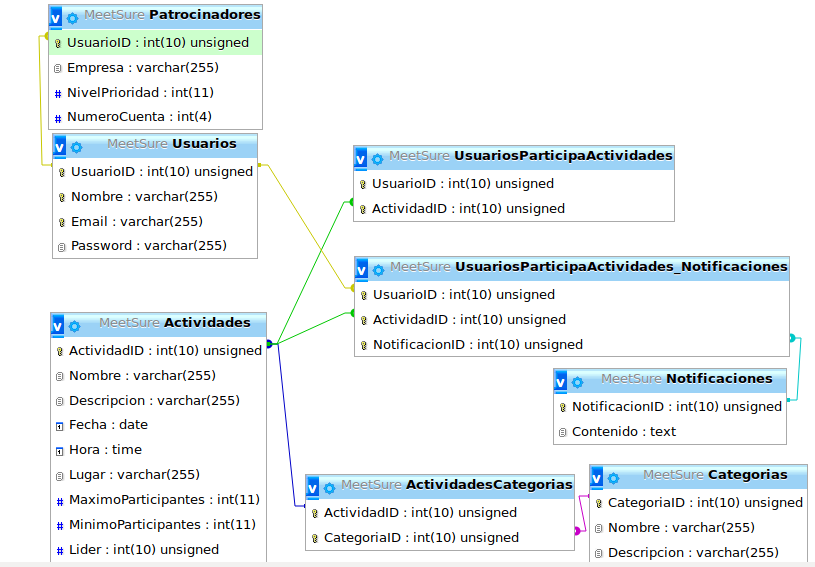 MeetSure Patrocinadores
UsuarioID : int(10) unsigned
Empresa : varchar(255)
NivelPrioridad : int(11)
NumeroCuenta : int(4)
MeetSure Usuarios
UsuarioID : int(10) unsigned
Nombre : varchar(255)
Email : varchar(255)
Password : varchar(255)
MeetSure UsuariosParticipaActividades
UsuarioID : int(10) unsigned
ActividadID : int(10) unsigned
MeetSure UsuariosParticipaActividades_Notificaciones
UsuarioID : int(10) unsigned
ActividadID : int(10) unsigned
NotificacionID : int(10) unsigned
MeetSure Actividades
ActividadID : int(10) unsigned
Nombre : varchar(255)
Descripcion : varchar(255)
Fecha : date
Hora : time
Lugar : varchar(255)
MaximoParticipantes : int(11)
MinimoParticipantes : int(11)
Lider : int(10) unsigned
MeetSure Notificaciones
NotificacionID : int(10) unsigned
Contenido : text
MeetSure ActividadesCategorias
ActividadID : int(10) unsigned
CategoriaID : int(10) unsigned
MeetSure Categorias
CategoriaID : int(10) unsigned
Nombre : varchar(255)
Descripcion : varchar(255)